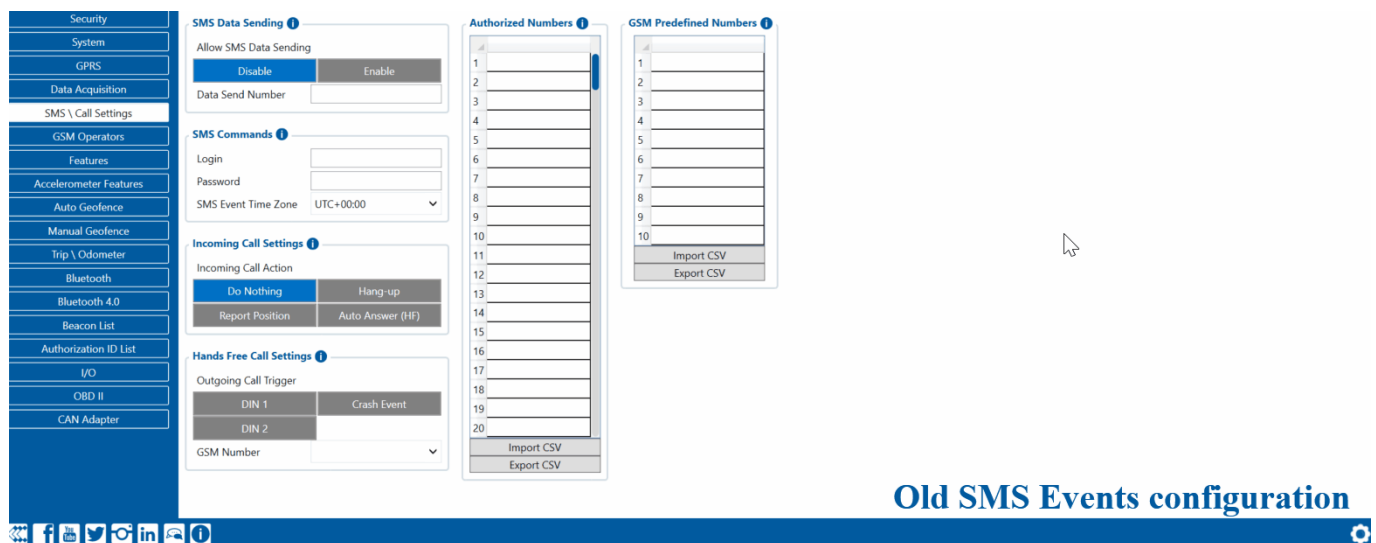 Security
System
GPRS
Data Acquisition
SMS \ Call Settings
GSM Operators
Features
Accelerometer Features
Auto Geofence
Manual Geofence
Trip \ Odometer
Bluetooth
Bluetooth 4.0
Beacon List
Authorization ID List
I/O
OBD II
CAN Adapter
SMS Data Sending
Allow SMS Data Sending
Disable Enable
Data Send Number
SMS Commands
Login
Password
SMS Event Time Zone UTC+00:00
Incoming Call Settings
Incoming Call Action
Do Nothing Hang-up
Report Position Auto Answer (HF)
Hands Free Call Settings
Outgoing Call Trigger
DIN 1 Crash Event
DIN 2
GSM Number
Authorized Numbers
1
2
3
4
5
6
7
8
9
10
11
12
13
14
15
16
17
18
19
20
Import CSV
Export CSV
GSM Predefined Numbers
1
2
3
4
5
6
7
8
9
10
Import CSV
Export CSV
Old SMS Events configuration